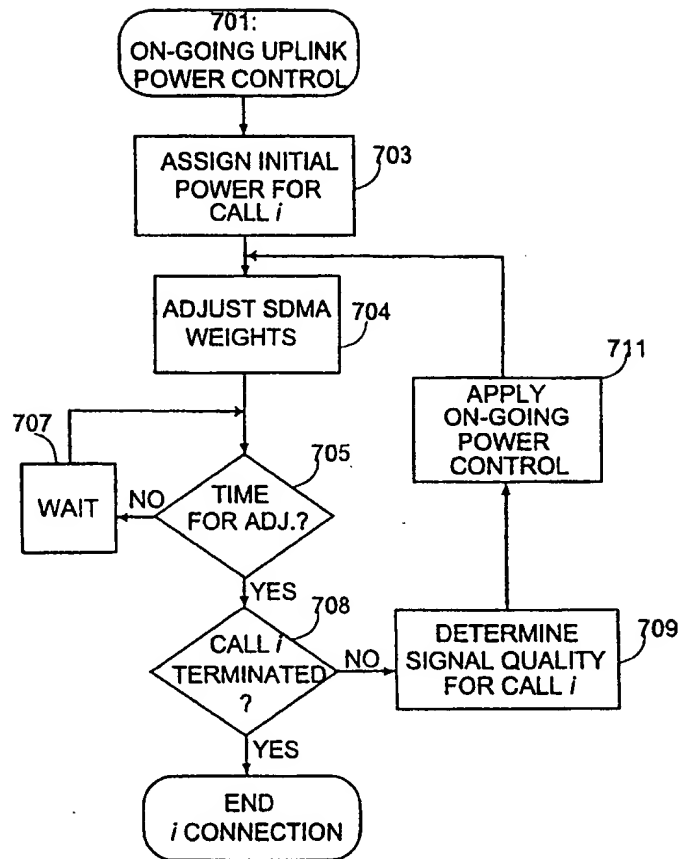 701:
ON-GOING UPLINK
POWER CONTROL
ASSIGN INITIAL
POWER FOR
CALL i
703
ADJUST SDMA
WEIGHTS
704
711
APPLY
ON-GOING
POWER
CONTROL
707
WAIT
NO
705
TIME
FOR ADJ.?
YES
708
CALL i
TERMINATED
?
NO
709
DETERMINE
SIGNAL QUALITY
FOR CALL i
YES
END
i CONNECTION